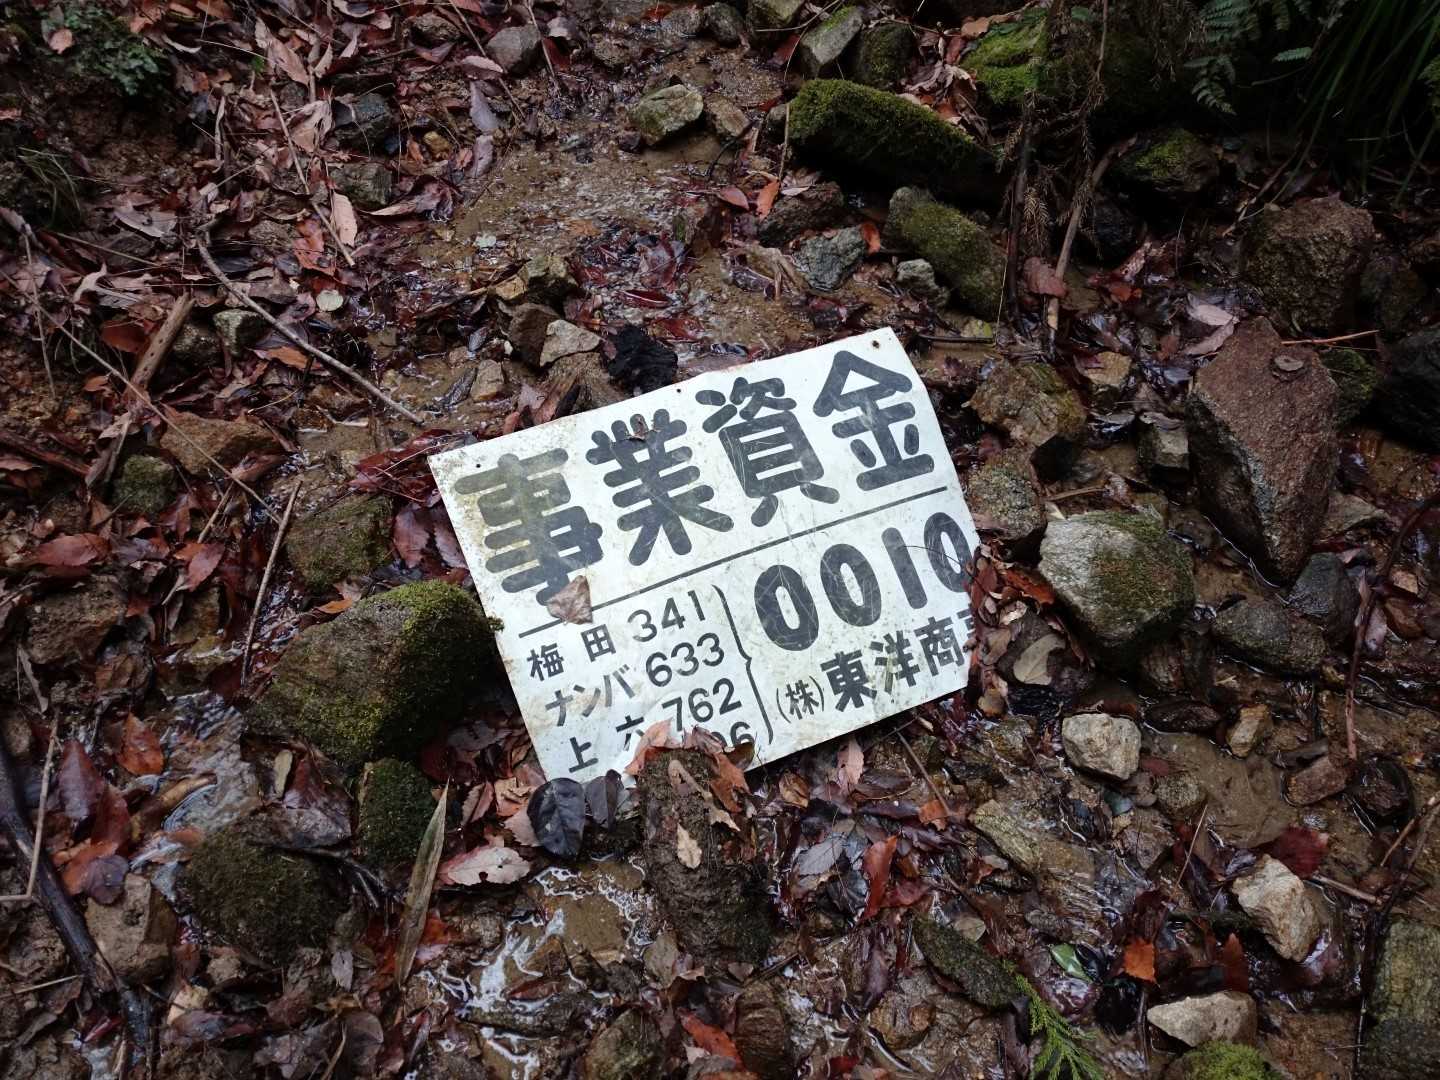 事業資金
梅田 341
ナンバ 633
上六 762
0010
(株)東洋商